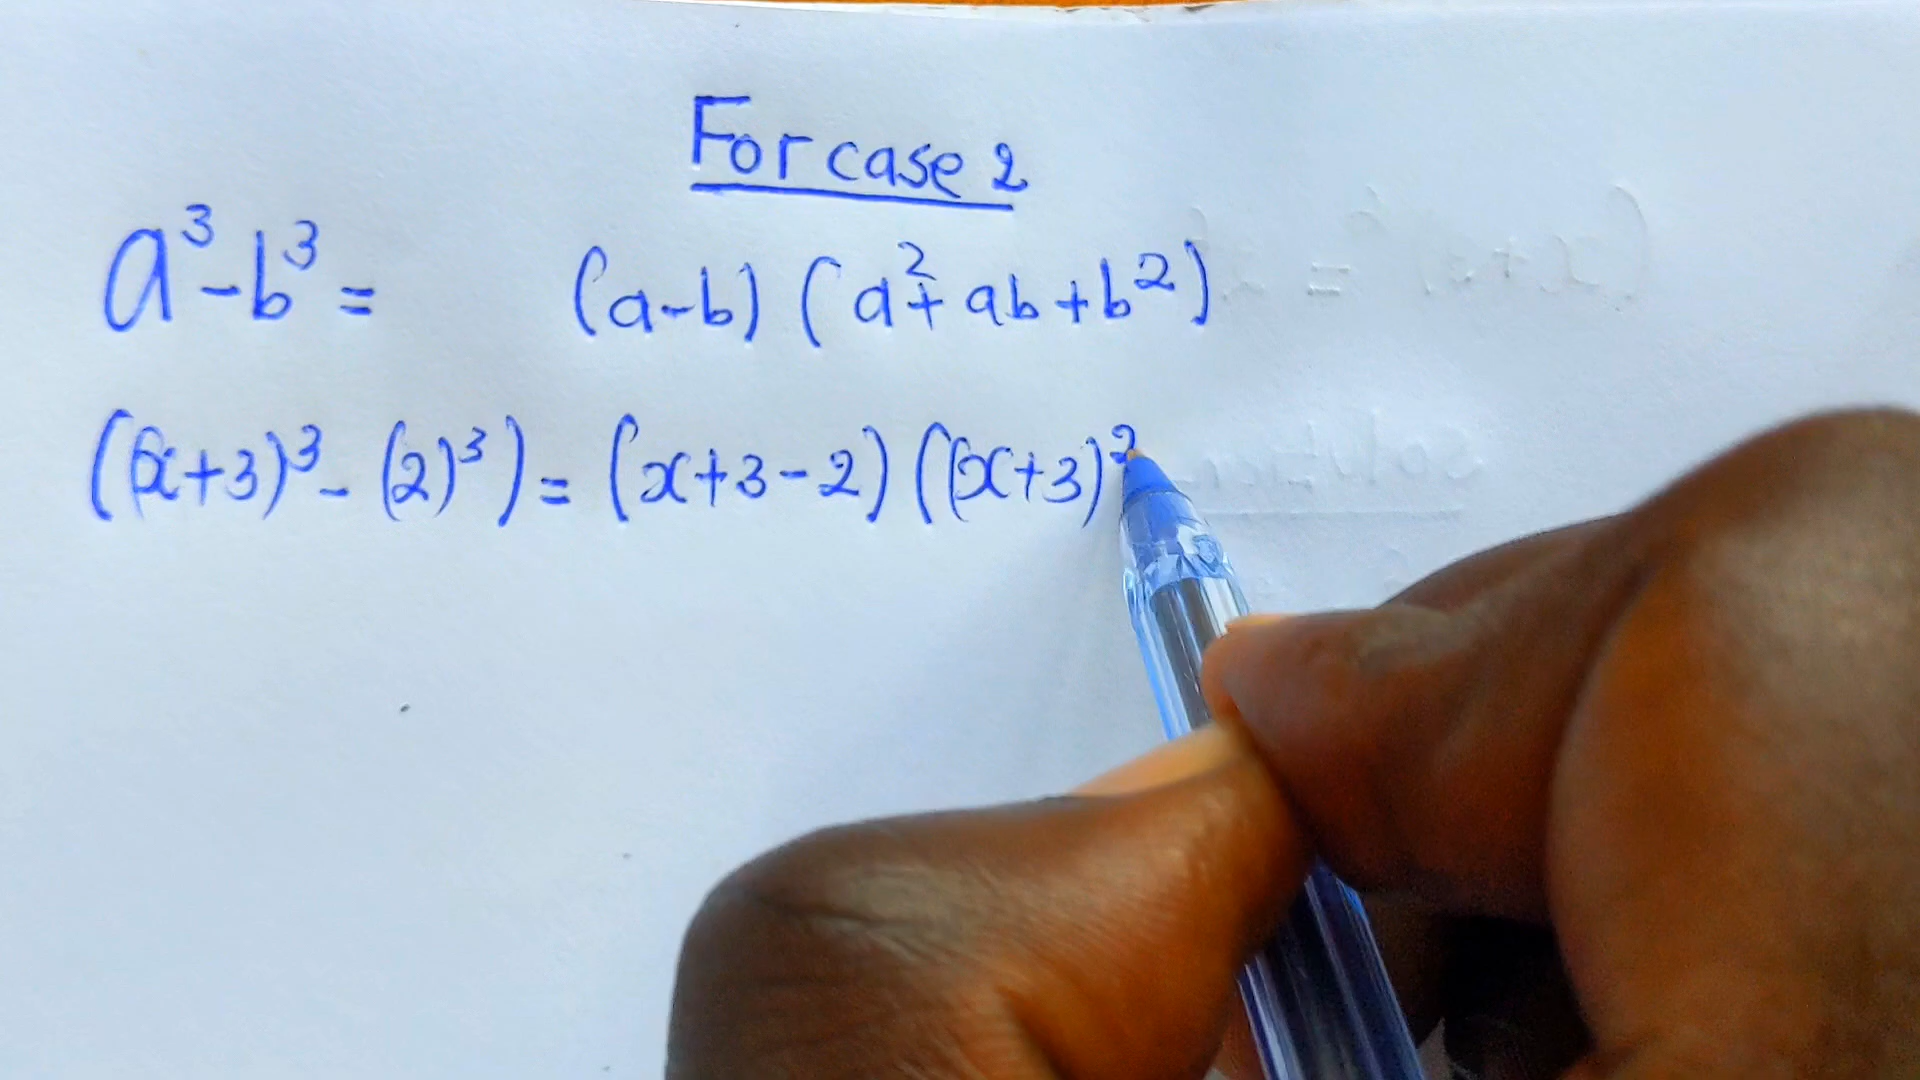 For case 2
a³-b³ = (a-b) (a²+ab+b²)
((x+3)³ - (2)³) = (x+3-2) ((x+3)²